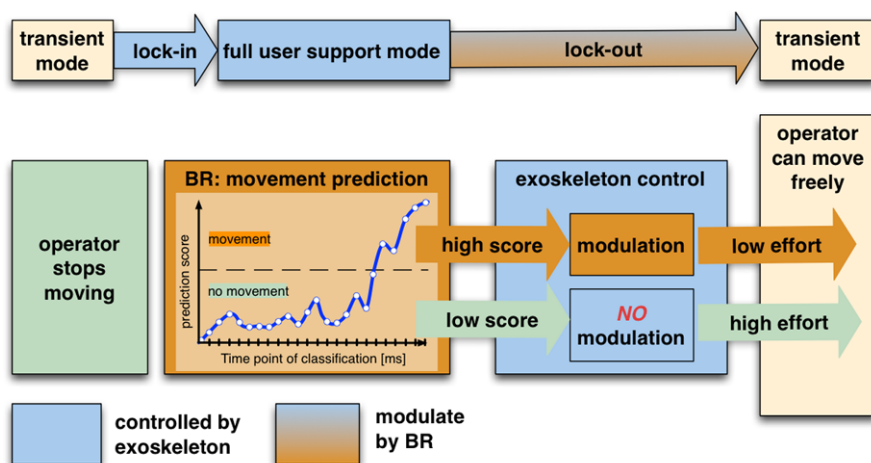 transient
mode
lock-in
full user support mode
lock-out
transient
mode
operator
stops
moving
BR: movement prediction
prediction score
movement
no movement
Time point of classification [ms]
high score
low score
exoskeleton control
modulation
NO
modulation
operator
can move
freely
low effort
high effort
controlled by
exoskeleton
modulate
by BR